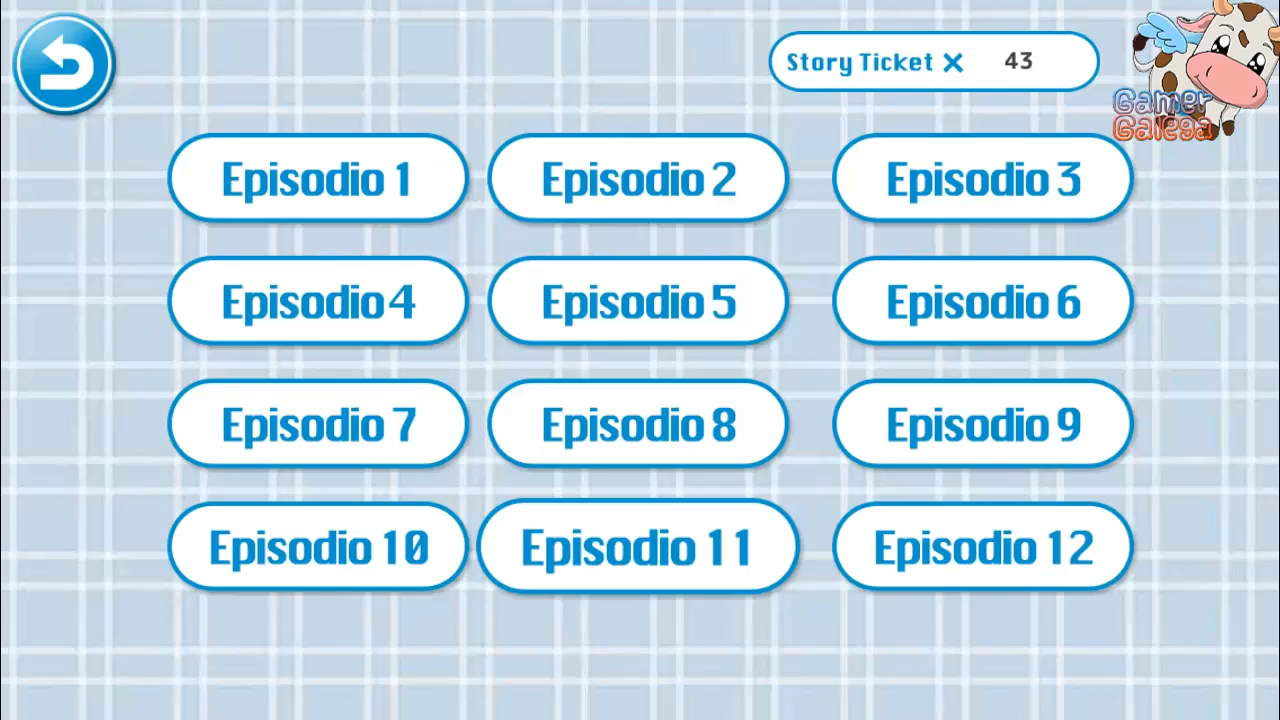 Story Ticket × 43
Gamer
Galega
Episodio 1
Episodio 2
Episodio 3
Episodio 4
Episodio 5
Episodio 6
Episodio 7
Episodio 8
Episodio 9
Episodio 10
Episodio 11
Episodio 12